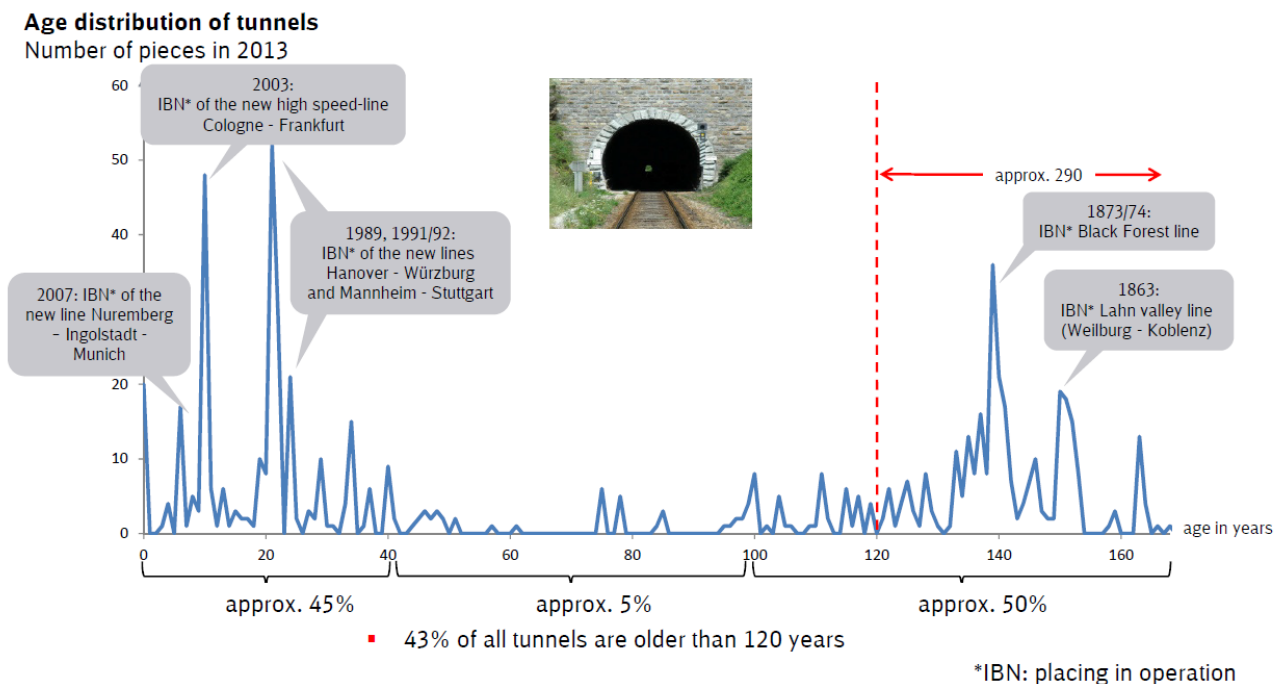 Age distribution of tunnels
Number of pieces in 2013
60
50
40
20
10
0
2003:
IBN* of the new high speed-line
Cologne - Frankfurt
1989, 1991/92:
IBN* of the new lines
Hanover - Würzburg
and Mannheim - Stuttgart
2007: IBN* of the
new line Nuremberg
- Ingolstadt -
Munich
approx. 290
1873/74:
IBN* Black Forest line
1863:
IBN* Lahn valley line
(Weilburg - Koblenz)
age in years
0 20 40 60 80 100 120 140 160
approx. 45% approx. 5% approx. 50%
▪ 43% of all tunnels are older than 120 years
*IBN: placing in operation